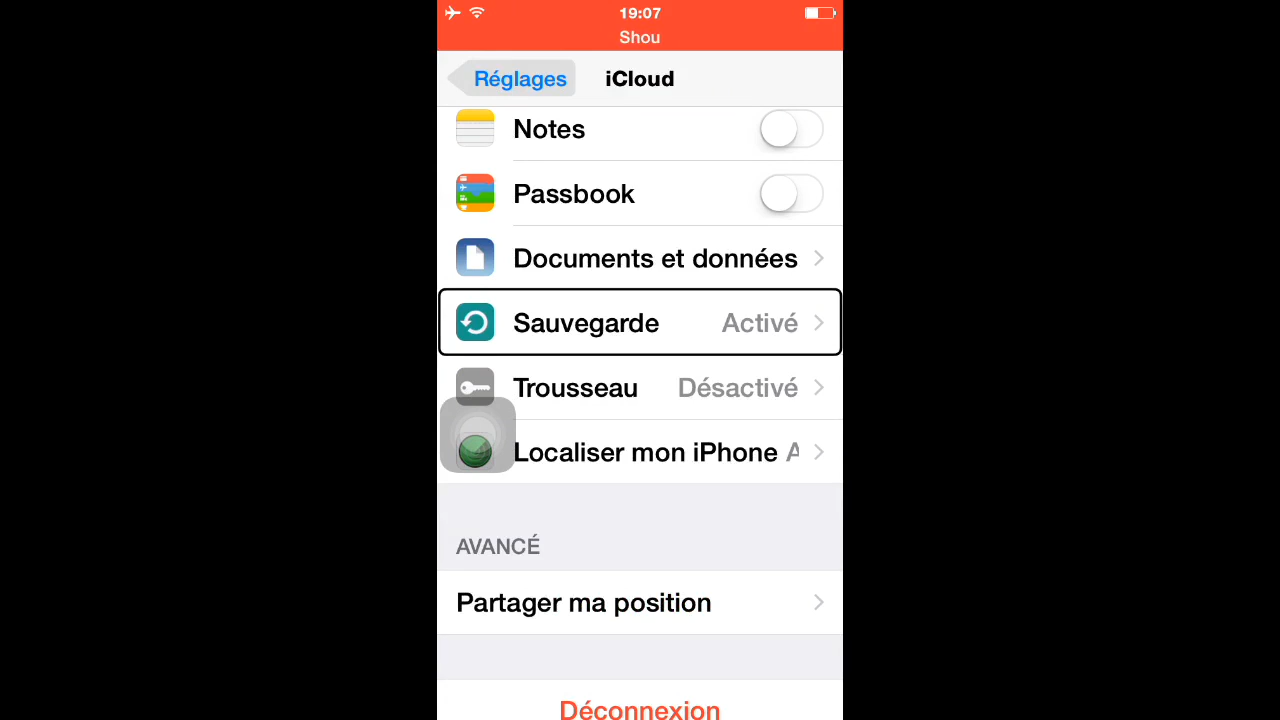 19:07
Shou
Réglages
iCloud
Notes
Passbook
Documents et données
Sauvegarde Activé
Trousseau Désactivé
Localiser mon iPhone A
AVANCÉ
Partager ma position
Déconnexion